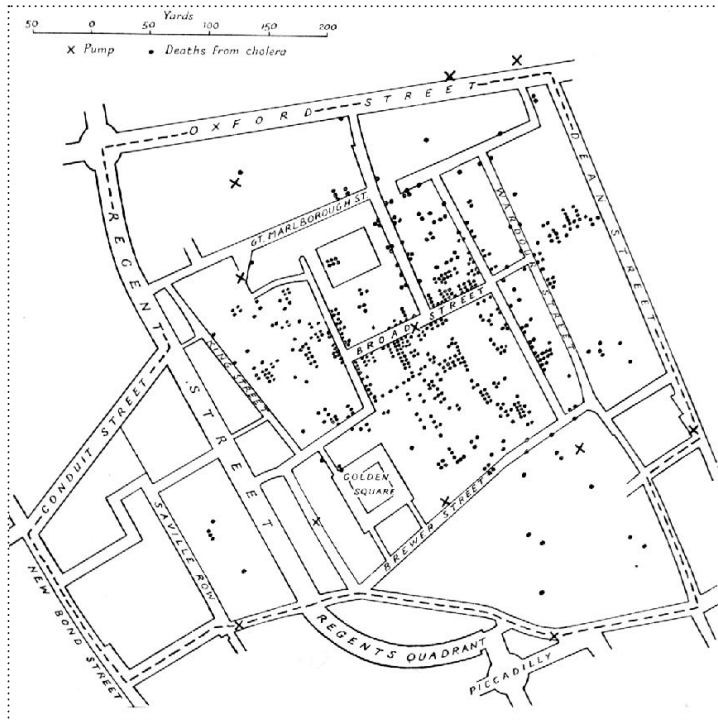 Yards
50 0 50 100 150 200
× Pump • Deaths from cholera
OXFORD STREET
DEAN STREET
REGENT STREET
GT. MARLBOROUGH ST.
WARDOUR STREET
BROAD STREET
KING STREET
CONDUIT STREET
GOLDEN
SQUARE
SAVILLE ROW
BREWER STREET
NEW BOND STREET
REGENTS QUADRANT
PICCADILLY